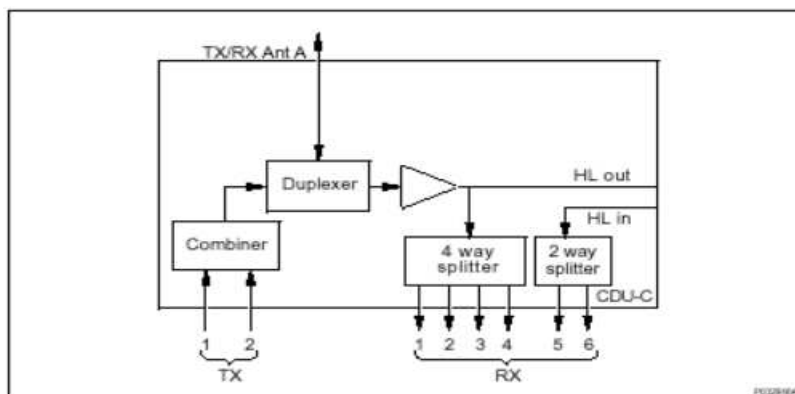 TX/RX Ant A
Duplexer
HL out
HL in
Combiner
4 way
splitter
2 way
splitter
CDU-C
1 2
1 2 3 4 5 6
TX
RX